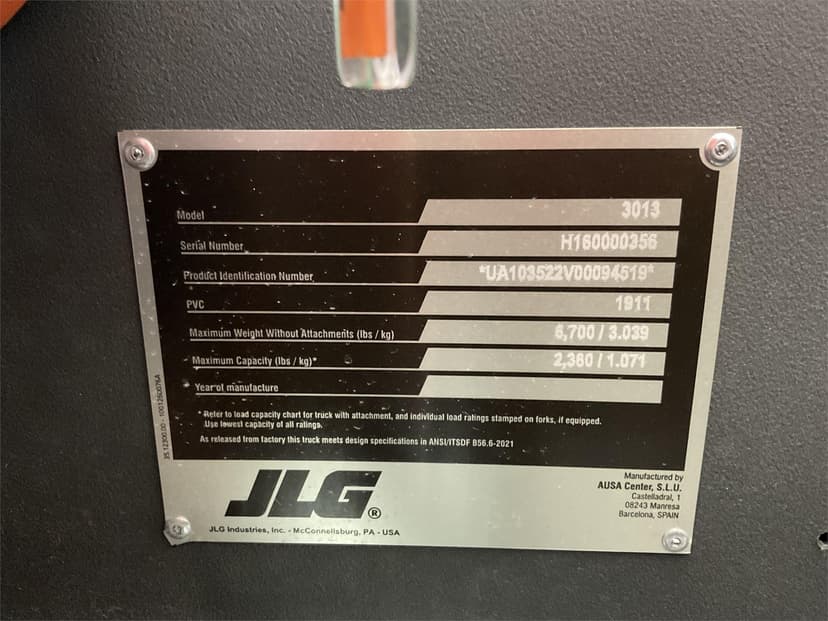 Model 3013
Serial Number H160000356
Product Identification Number *UA103522V00094519*
PVC 1911
Maximum Weight Without Attachments (lbs / kg) 6,700 / 3.039
Maximum Capacity (lbs / kg)* 2,360 / 1.071
Year of manufacture
* Refer to load capacity chart for truck with attachment, and individual load ratings stamped on forks, if equipped.
Use lowest capacity of all ratings.
As released from factory this truck meets design specifications in ANSI/ITSDF B56.6-2021
35.12300.00 - 1001260076A
JLG®
JLG Industries, Inc. - McConnellsburg, PA - USA
Manufactured by
AUSA Center, S.L.U.
Castelladral, 1
08243 Manresa
Barcelona, SPAIN